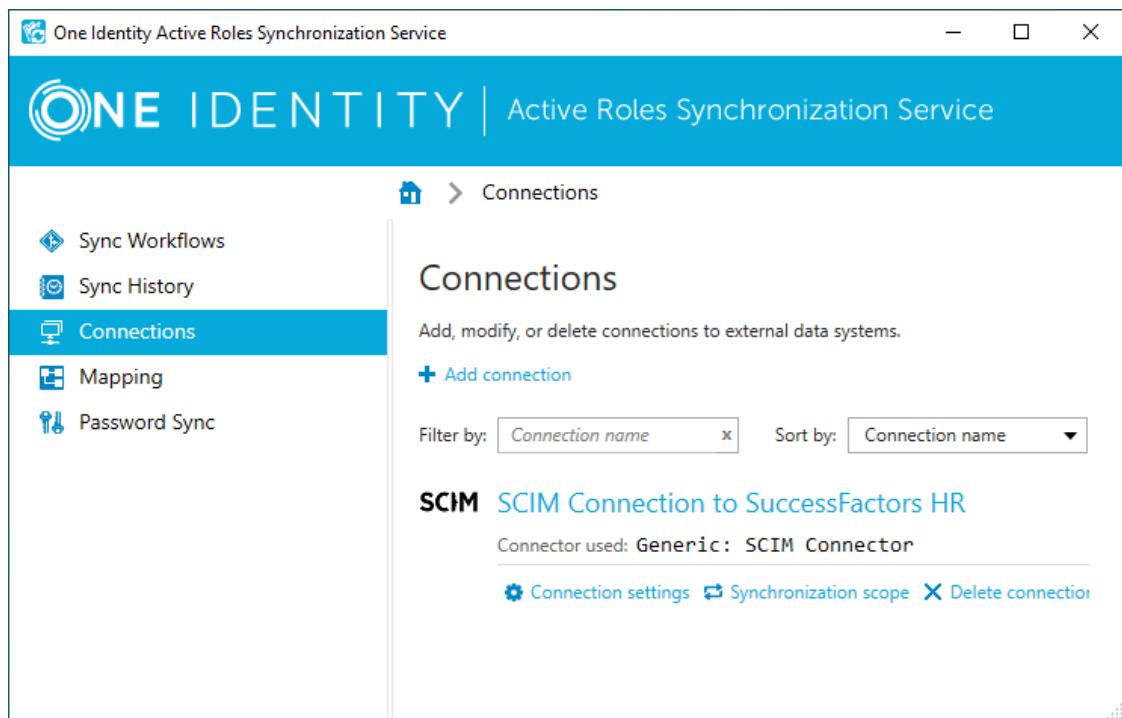 One Identity Active Roles Synchronization Service
ONE IDENTITY Active Roles Synchronization Service
Connections
Sync Workflows
Sync History
Connections
Mapping
Password Sync
Connections
Add, modify, or delete connections to external data systems.
Add connection
Filter by: Connection name x Sort by: Connection name
SCIM SCIM Connection to SuccessFactors HR
Connector used: Generic: SCIM Connector
Connection settings Synchronization scope Delete connection